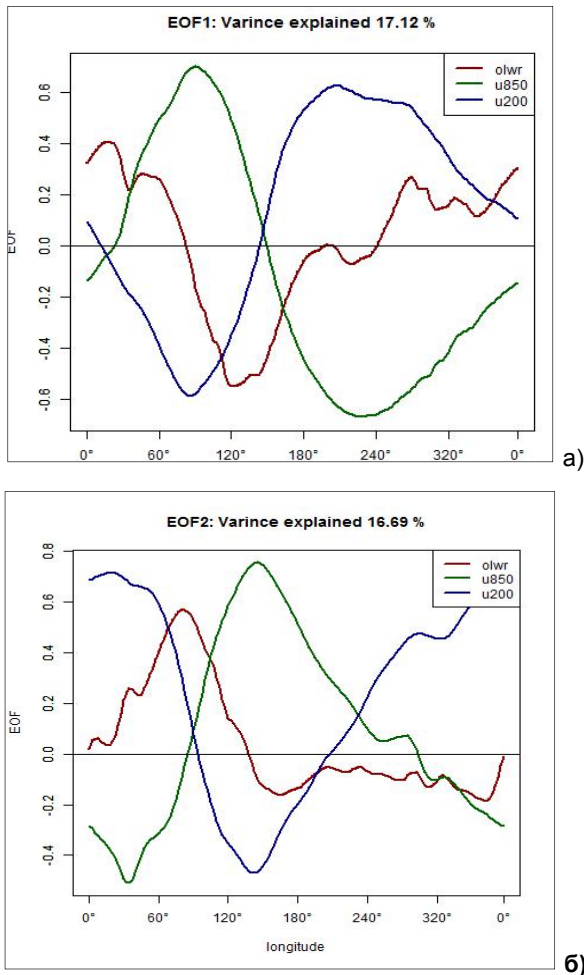 EOF1: Varince explained 17.12 %
olwr
u850
u200
EOF
0.6
0.4
0.2
0.0
-0.2
-0.4
-0.6
0° 60° 120° 180° 240° 320° 0°
а)
EOF2: Varince explained 16.69 %
olwr
u850
u200
EOF
0.8
0.6
0.4
0.2
0.0
-0.2
-0.4
0° 60° 120° 180° 240° 320° 0°
longitude
б)